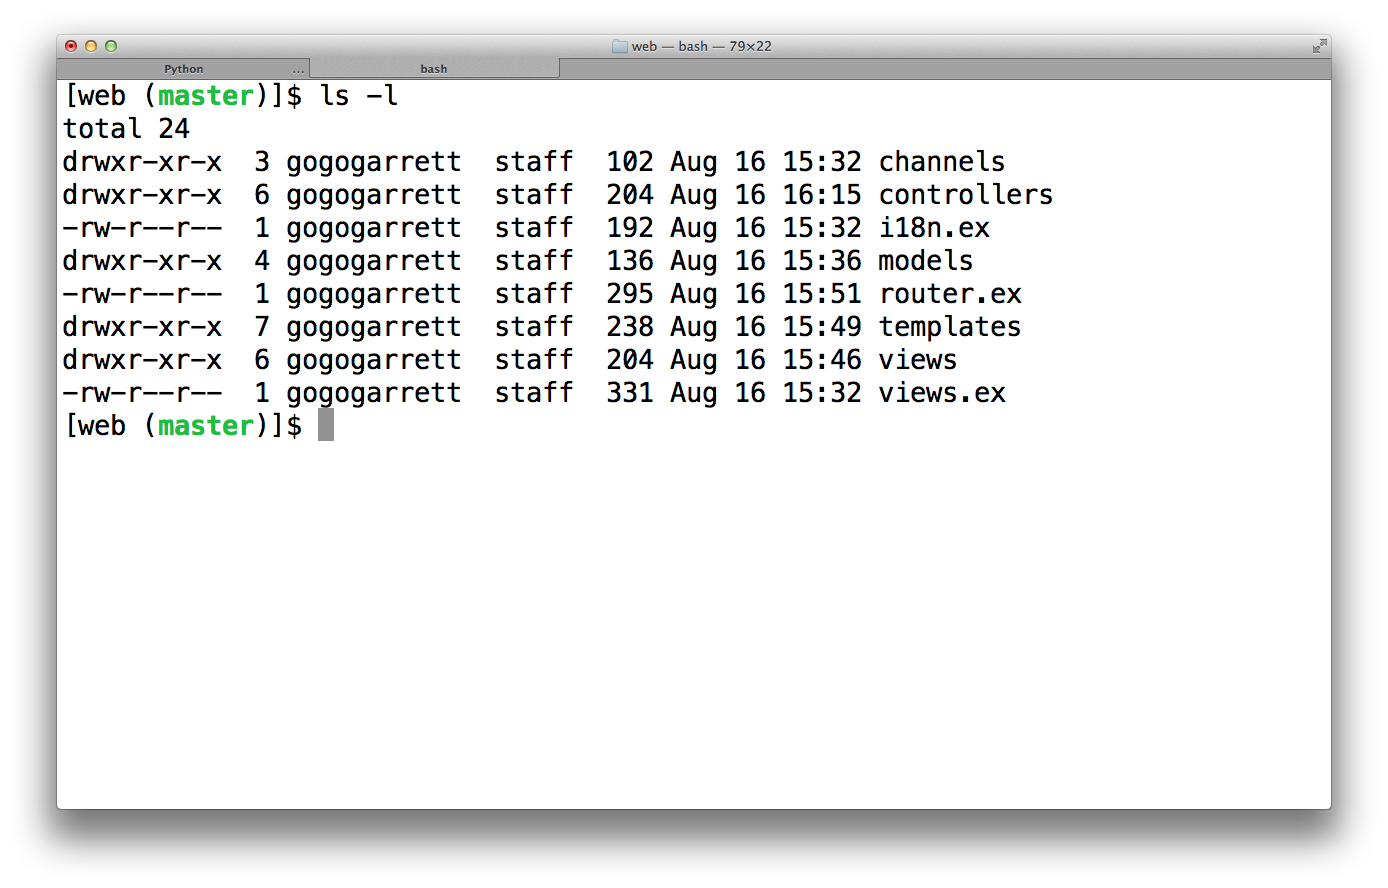 web — bash — 79×22
Python ... bash
[web (master)]$ ls -l
total 24
drwxr-xr-x  3 gogogarrett  staff  102 Aug 16 15:32 channels
drwxr-xr-x  6 gogogarrett  staff  204 Aug 16 16:15 controllers
-rw-r--r--  1 gogogarrett  staff  192 Aug 16 15:32 i18n.ex
drwxr-xr-x  4 gogogarrett  staff  136 Aug 16 15:36 models
-rw-r--r--  1 gogogarrett  staff  295 Aug 16 15:51 router.ex
drwxr-xr-x  7 gogogarrett  staff  238 Aug 16 15:49 templates
drwxr-xr-x  6 gogogarrett  staff  204 Aug 16 15:46 views
-rw-r--r--  1 gogogarrett  staff  331 Aug 16 15:32 views.ex
[web (master)]$